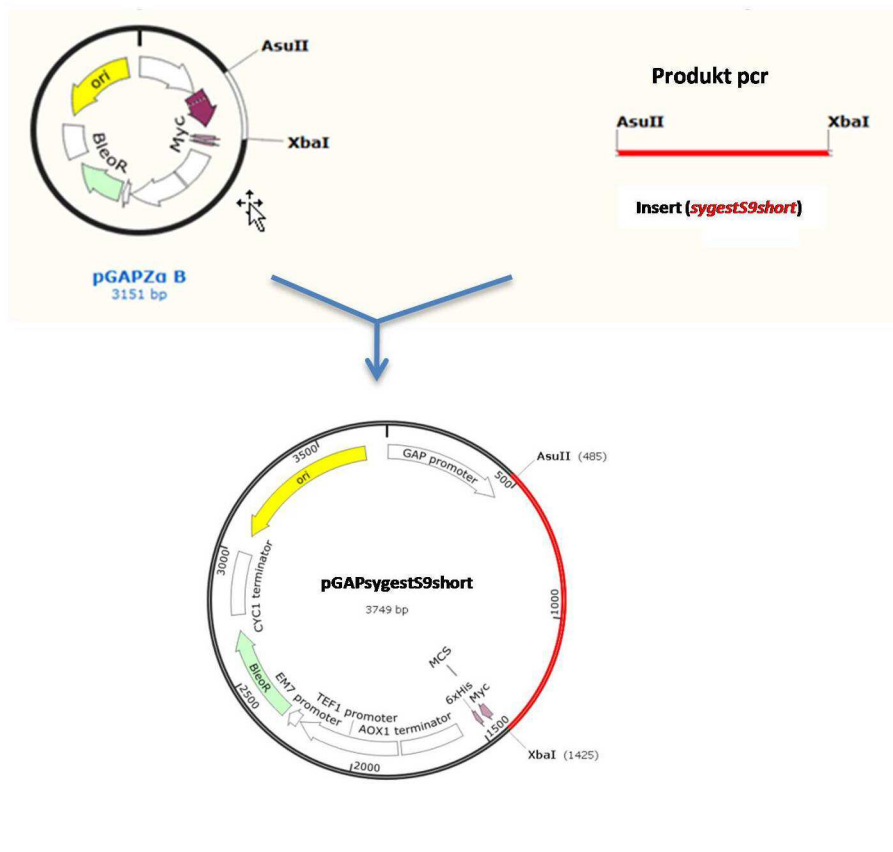 AsuII
ori
BleoR
Myc
XbaI
pGAPZα B
3151 bp
Produkt pcr
AsuII
XbaI
Insert (sygestS9short)
3500
GAP promoter
500
AsuII (485)
ori
3000
CYC1 terminator
pGAPsygestS9short
3749 bp
1000
MCS
6xHis
Myc
BleoR
EM7 promoter
TEF1 promoter
AOX1 terminator
2500
1500
2000
XbaI (1425)